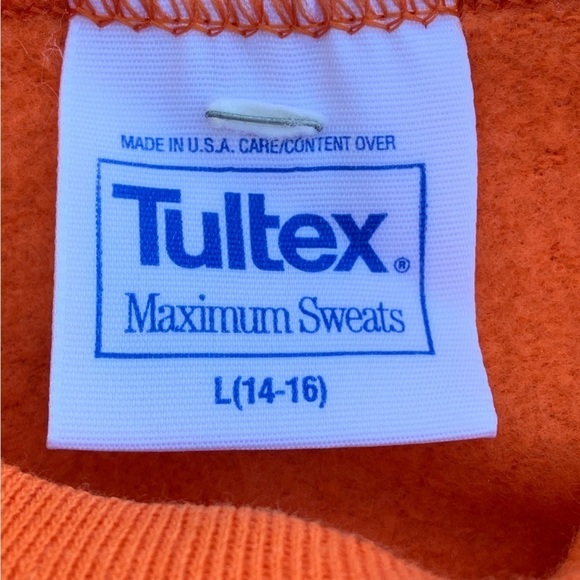 MADE IN U.S.A. CARE/CONTENT OVER
Tultex®
Maximum Sweats
L(14-16)